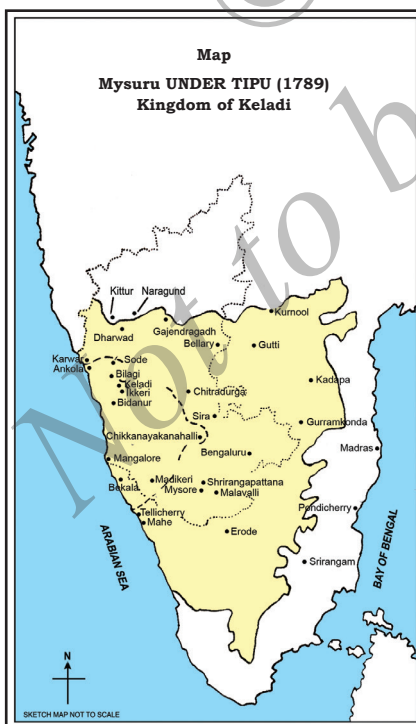 Map
Mysuru UNDER TIPU (1789)
Kingdom of Keladi
Kittur
Naragund
Kurnool
Dharwad
Gajendragadh
Bellary
Gutti
Karwar
Sode
Ankola
Bilagi
Keladi
Kadapa
Ikkeri
Chitradurga
Bidanur
Sira
Gurramkonda
Chikkanayakanahalli
Bengaluru
Madras
Mangalore
Bekala
Madikeri
Shrirangapattana
Mysore
Malavalli
Tellicherry
Pondicherry
Mahe
Erode
ARABIAN SEA
Srirangam
BAY OF BENGAL
N
SKETCH MAP NOT TO SCALE
Not to b